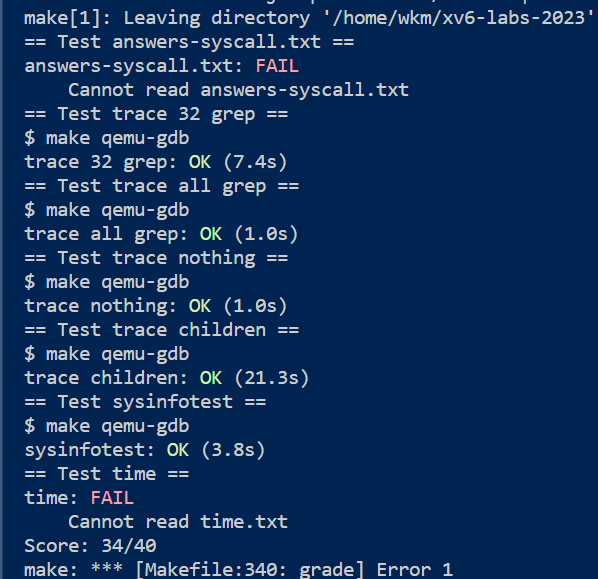 make[1]: Leaving directory '/home/wkm/xv6-labs-2023'
== Test answers-syscall.txt ==
answers-syscall.txt: FAIL
    Cannot read answers-syscall.txt
== Test trace 32 grep ==
$ make qemu-gdb
trace 32 grep: OK (7.4s)
== Test trace all grep ==
$ make qemu-gdb
trace all grep: OK (1.0s)
== Test trace nothing ==
$ make qemu-gdb
trace nothing: OK (1.0s)
== Test trace children ==
$ make qemu-gdb
trace children: OK (21.3s)
== Test sysinfotest ==
$ make qemu-gdb
sysinfotest: OK (3.8s)
== Test time ==
time: FAIL
    Cannot read time.txt
Score: 34/40
make: *** [Makefile:340: grade] Error 1